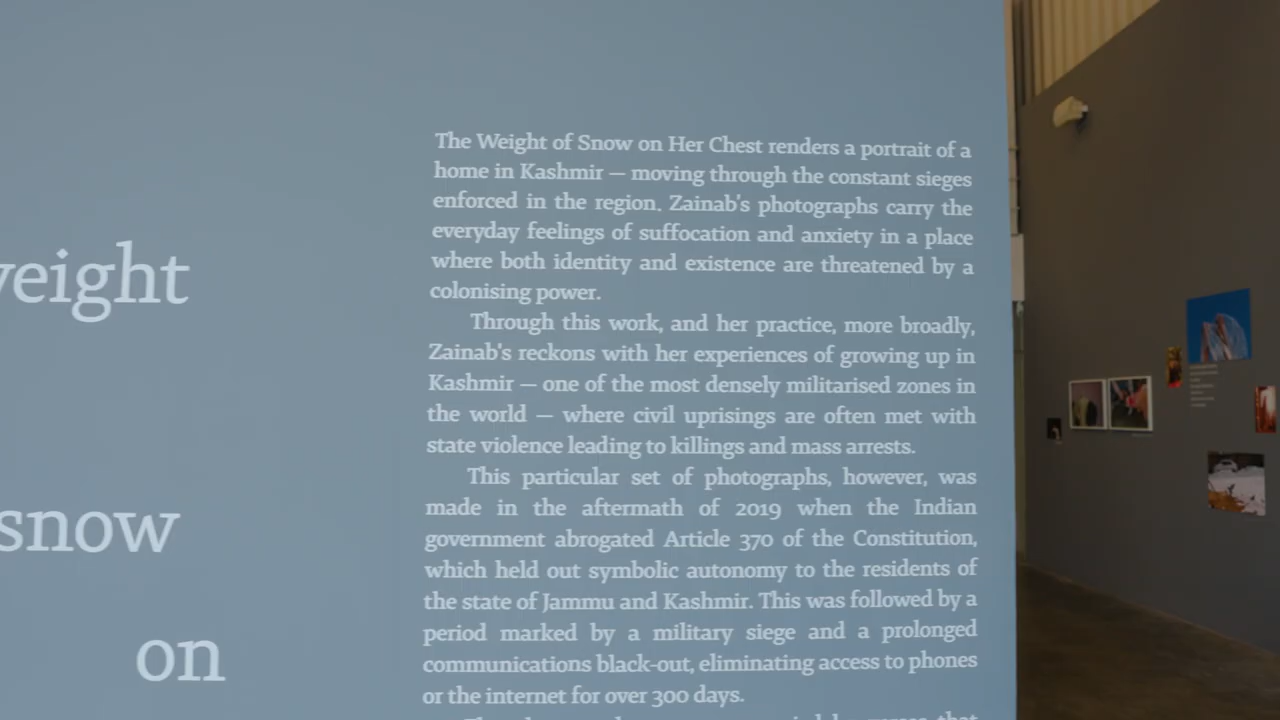 weight
snow
on
The Weight of Snow on Her Chest renders a portrait of a
home in Kashmir — moving through the constant sieges
enforced in the region. Zainab's photographs carry the
everyday feelings of suffocation and anxiety in a place
where both identity and existence are threatened by a
colonising power.
Through this work, and her practice, more broadly,
Zainab's reckons with her experiences of growing up in
Kashmir — one of the most densely militarised zones in
the world — where civil uprisings are often met with
state violence leading to killings and mass arrests.
This particular set of photographs, however, was
made in the aftermath of 2019 when the Indian
government abrogated Article 370 of the Constitution,
which held out symbolic autonomy to the residents of
the state of Jammu and Kashmir. This was followed by a
period marked by a military siege and a prolonged
communications black-out, eliminating access to phones
or the internet for over 300 days.